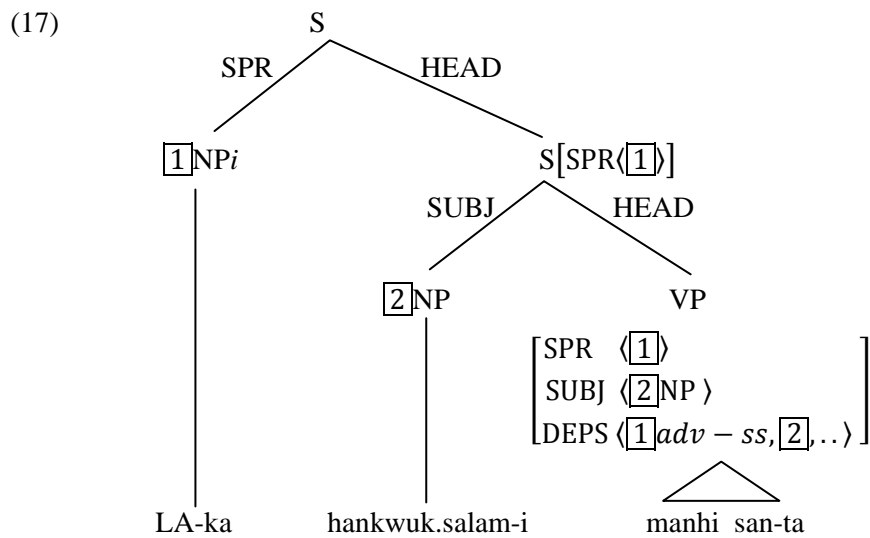 (17) S
SPR HEAD
1 NPi S[SPR⟨1⟩]
SUBJ HEAD
2 NP VP
SPR ⟨1⟩
SUBJ ⟨2 NP ⟩
DEPS ⟨1 adv − ss, 2, . . ⟩
LA-ka hankwuk.salam-i manhi san-ta